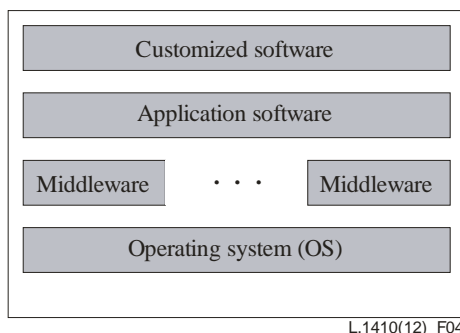 Customized software
Application software
Middleware . . . Middleware
Operating system (OS)
L.1410(12)_F04